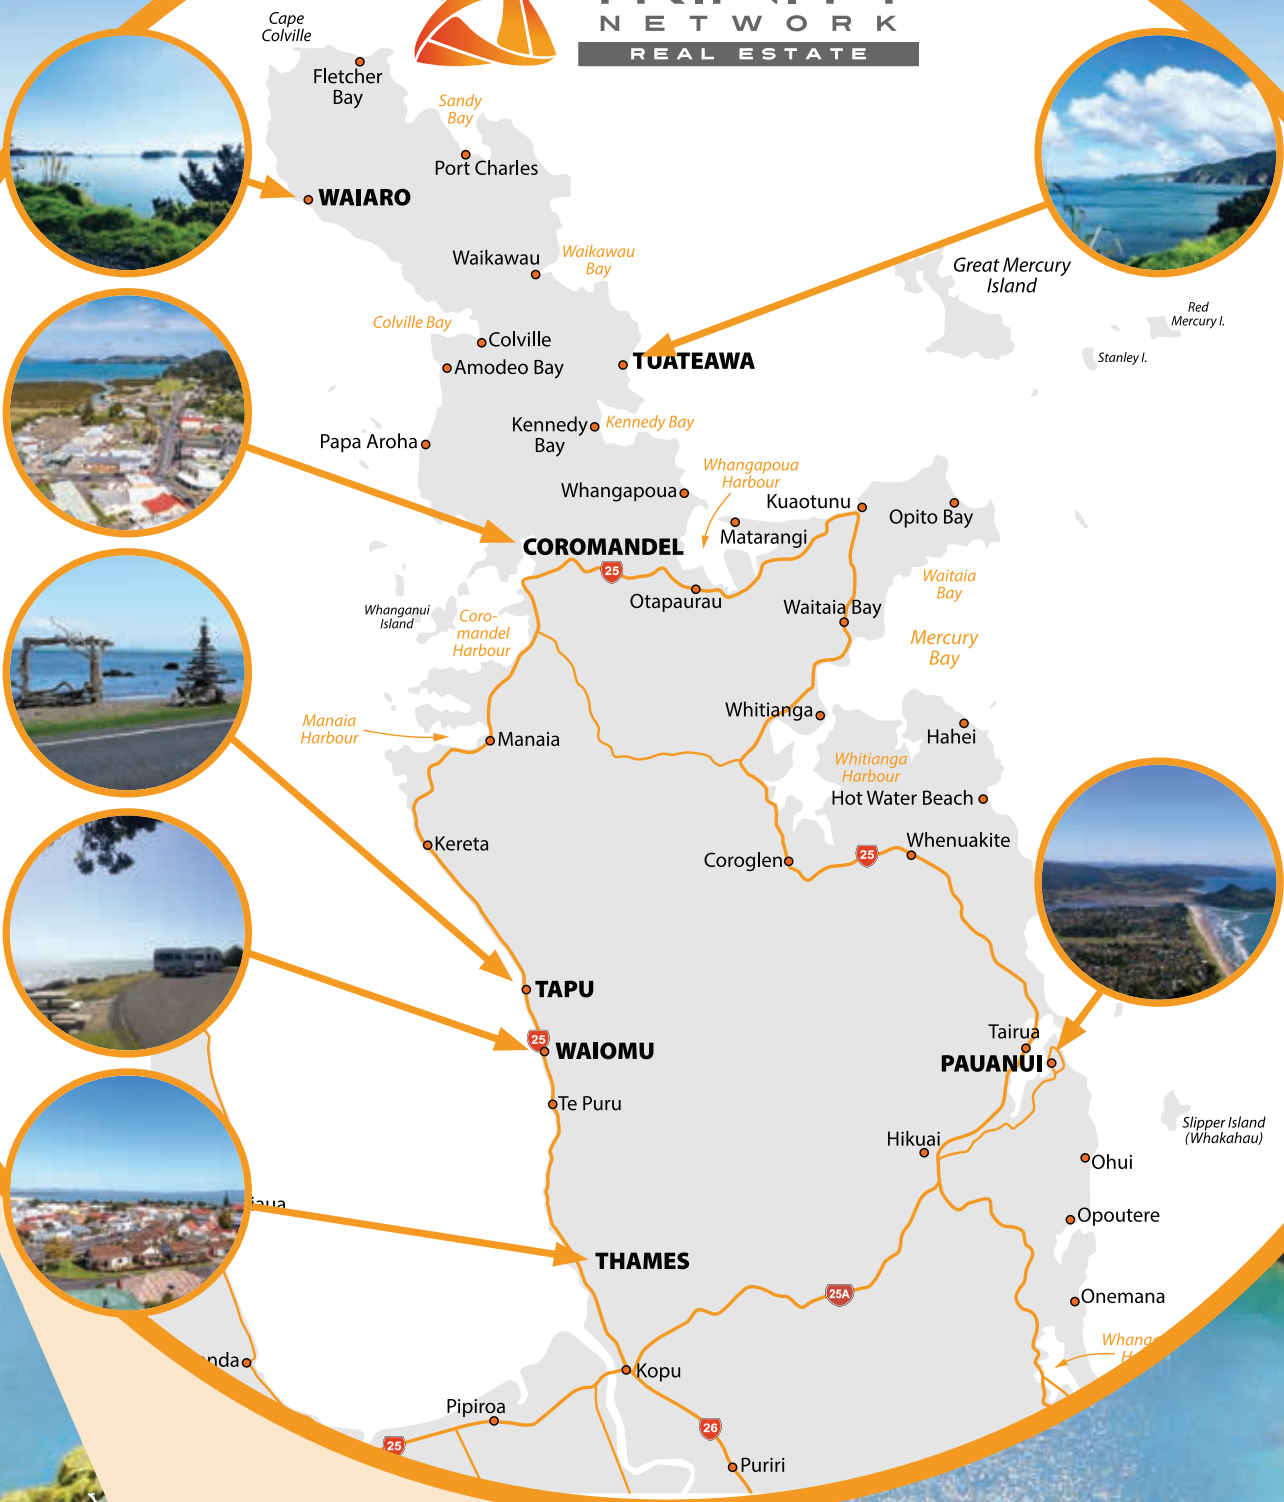 NETWORK
REAL ESTATE
Cape
Colville
Fletcher
Bay
Sandy
Bay
Port Charles
WAIARO
Waikawau
Waikawau
Bay
Great Mercury
Island
Red
Mercury I.
Stanley I.
Colville Bay
Colville
Amodeo Bay
TUATEAWA
Kennedy
Bay
Kennedy Bay
Papa Aroha
Whangapoua
Harbour
Whangapoua
Kuaotunu
Opito Bay
Matarangi
COROMANDEL
25
Otapaurau
Waitaia Bay
Waitaia
Bay
Whanganui
Island
Coro-
mandel
Harbour
Mercury
Bay
Whitianga
Hahei
Manaia
Harbour
Manaia
Whitianga
Harbour
Hot Water Beach
Kereta
Coroglen
25
Whenuakite
TAPU
25
WAIOMU
Tairua
PAUANUI
Te Puru
Slipper Island
(Whakahau)
Hikuai
Ohui
Opoutere
THAMES
25A
Onemana
Kopu
Pipiroa
25
26
Puriri